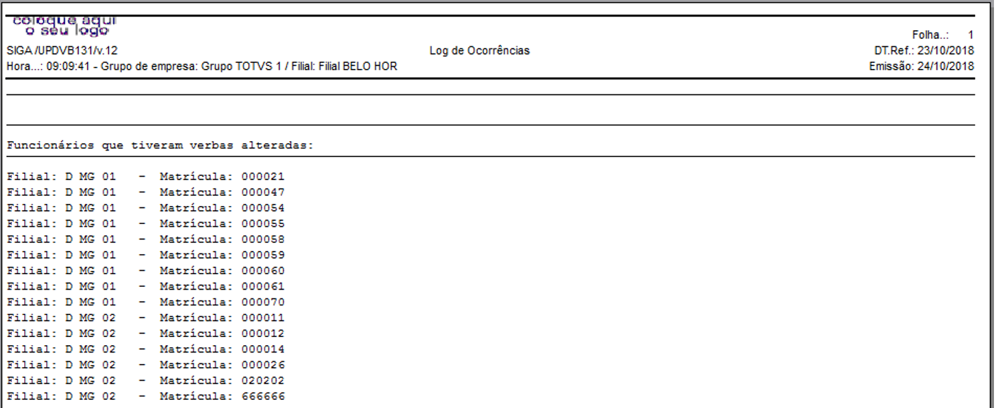 coloque aqui
o seu logo
Folha..: 1
SIGA /UPDVB131/v.12 Log de Ocorrências DT.Ref.: 23/10/2018
Hora...: 09:09:41 - Grupo de empresa: Grupo TOTVS 1 / Filial: Filial BELO HOR Emissão: 24/10/2018
Funcionários que tiveram verbas alteradas:
Filial: D MG 01 - Matrícula: 000021
Filial: D MG 01 - Matrícula: 000047
Filial: D MG 01 - Matrícula: 000054
Filial: D MG 01 - Matrícula: 000055
Filial: D MG 01 - Matrícula: 000058
Filial: D MG 01 - Matrícula: 000059
Filial: D MG 01 - Matrícula: 000060
Filial: D MG 01 - Matrícula: 000061
Filial: D MG 01 - Matrícula: 000070
Filial: D MG 02 - Matrícula: 000011
Filial: D MG 02 - Matrícula: 000012
Filial: D MG 02 - Matrícula: 000014
Filial: D MG 02 - Matrícula: 000026
Filial: D MG 02 - Matrícula: 020202
Filial: D MG 02 - Matrícula: 666666